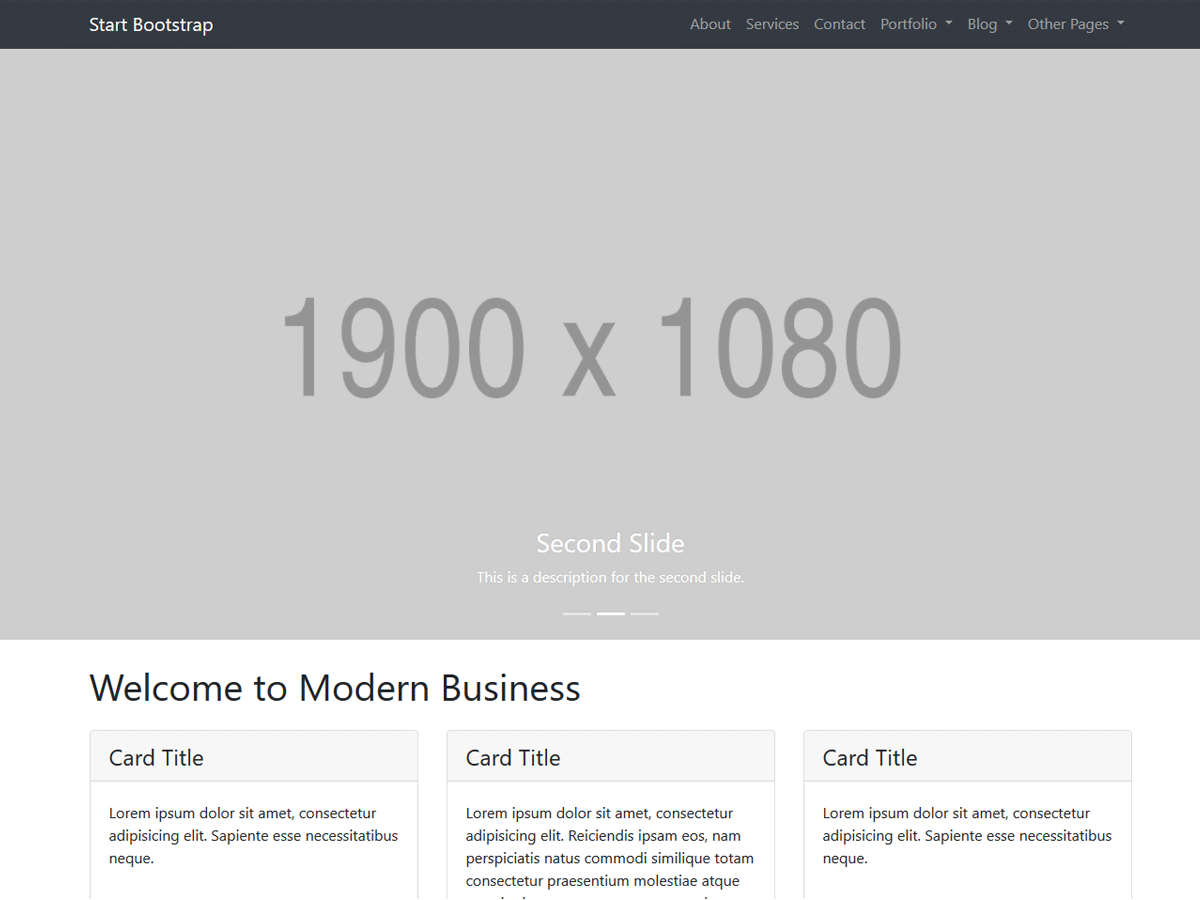 Start Bootstrap About Services Contact Portfolio Blog Other Pages
1900 x 1080
Second Slide
This is a description for the second slide.
Welcome to Modern Business
Card Title
Lorem ipsum dolor sit amet, consectetur
adipisicing elit. Sapiente esse necessitatibus
neque.
Card Title
Lorem ipsum dolor sit amet, consectetur
adipisicing elit. Reiciendis ipsam eos, nam
perspiciatis natus commodi similique totam
consectetur praesentium molestiae atque
Card Title
Lorem ipsum dolor sit amet, consectetur
adipisicing elit. Sapiente esse necessitatibus
neque.